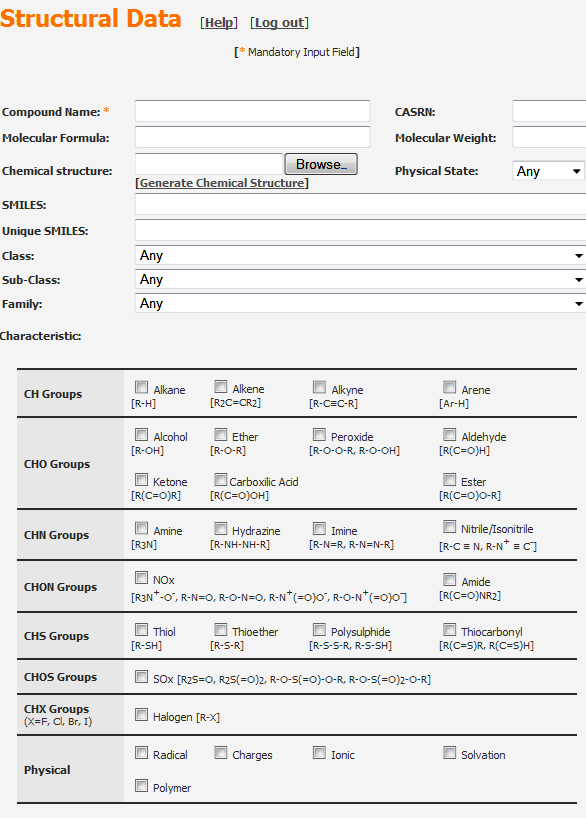 Structural Data [Help] [Log out]
[* Mandatory Input Field]
Compound Name: * CASRN:
Molecular Formula: Molecular Weight:
Chemical structure: Browse... Physical State: Any
[Generate Chemical Structure]
SMILES:
Unique SMILES:
Class: Any
Sub-Class: Any
Family: Any
Characteristic:
CH Groups Alkane Alkene Alkyne Arene
[R-H] [R2C=CR2] [R-C≡C-R] [Ar-H]
CHO Groups Alcohol Ether Peroxide Aldehyde
[R-OH] [R-O-R] [R-O-O-R, R-O-OH] [R(C=O)H]
Ketone Carboxilic Acid Ester
[R(C=O)R] [R(C=O)OH] [R(C=O)O-R]
CHN Groups Amine Hydrazine Imine Nitrile/Isonitrile
[R3N] [R-NH-NH-R] [R-N=R, R-N=N-R] [R-C ≡ N, R-N+ ≡ C-]
CHON Groups NOx Amide
[R3N+-O-, R-N=O, R-O-N=O, R-N+(=O)O-, R-O-N+(=O)O-] [R(C=O)NR2]
CHS Groups Thiol Thioether Polysulphide Thiocarbonyl
[R-SH] [R-S-R] [R-S-S-R, R-S-SH] [R(C=S)R, R(C=S)H]
CHOS Groups SOx [R2S=O, R2S(=O)2, R-O-S(=O)-O-R, R-O-S(=O)2-O-R]
CHX Groups
(X=F, Cl, Br, I) Halogen [R-X]
Physical Radical Charges Ionic Solvation
Polymer